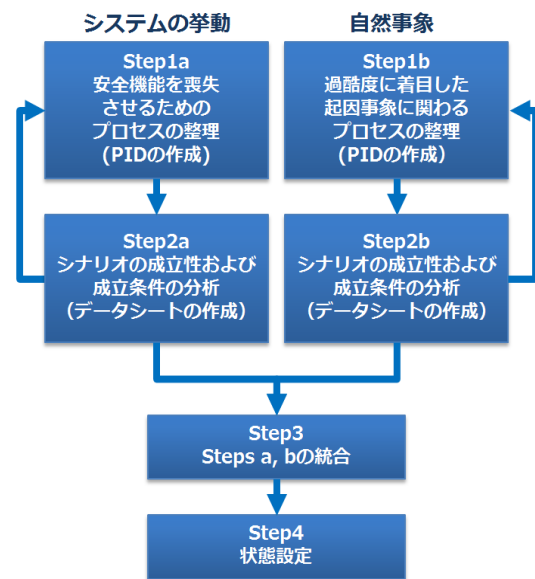 システムの挙動
自然事象
Step1a
安全機能を喪失
させるための
プロセスの整理
(PIDの作成)
Step1b
過酷度に着目した
起因事象に関わる
プロセスの整理
(PIDの作成)
Step2a
シナリオの成立性および
成立条件の分析
(データシートの作成)
Step2b
シナリオの成立性および
成立条件の分析
(データシートの作成)
Step3
Steps a, bの統合
Step4
状態設定